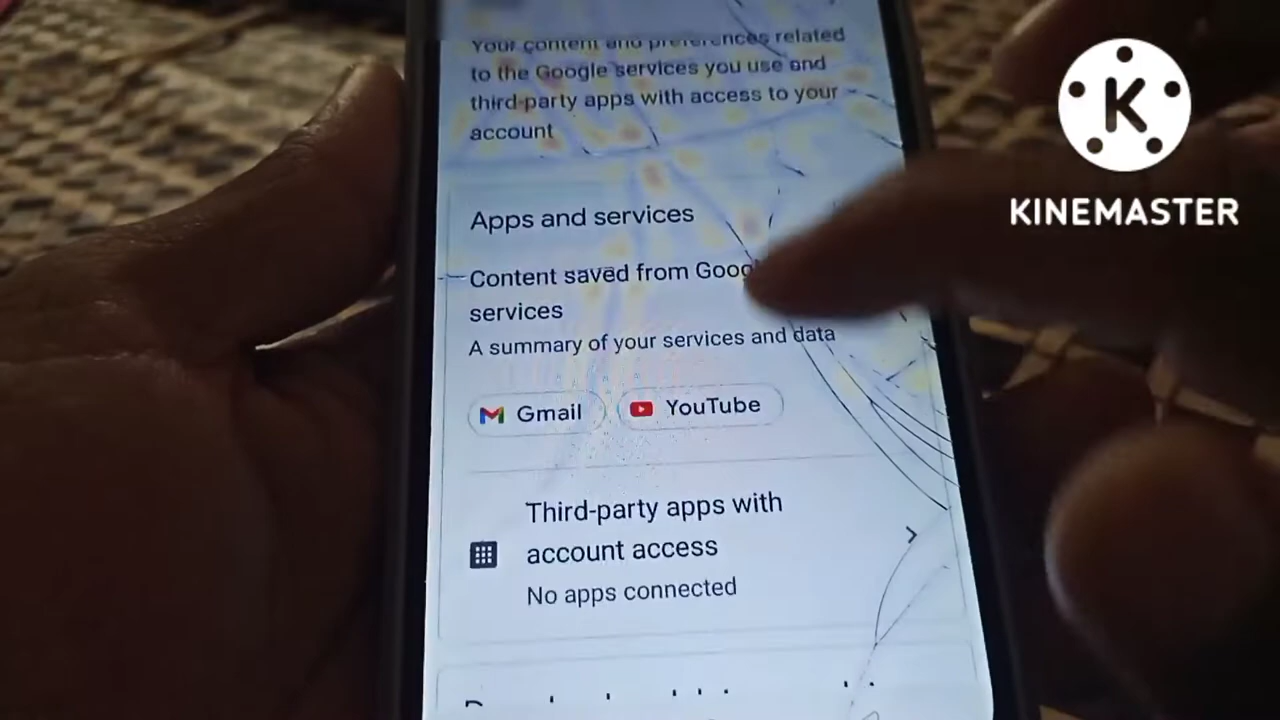 Your content and preferences related
to the Google services you use and
third-party apps with access to your
account
Apps and services
Content saved from
services
A summary of your services and data
Gmail
YouTube
Third-party apps with
account access
No apps connected
K
KINEMASTER